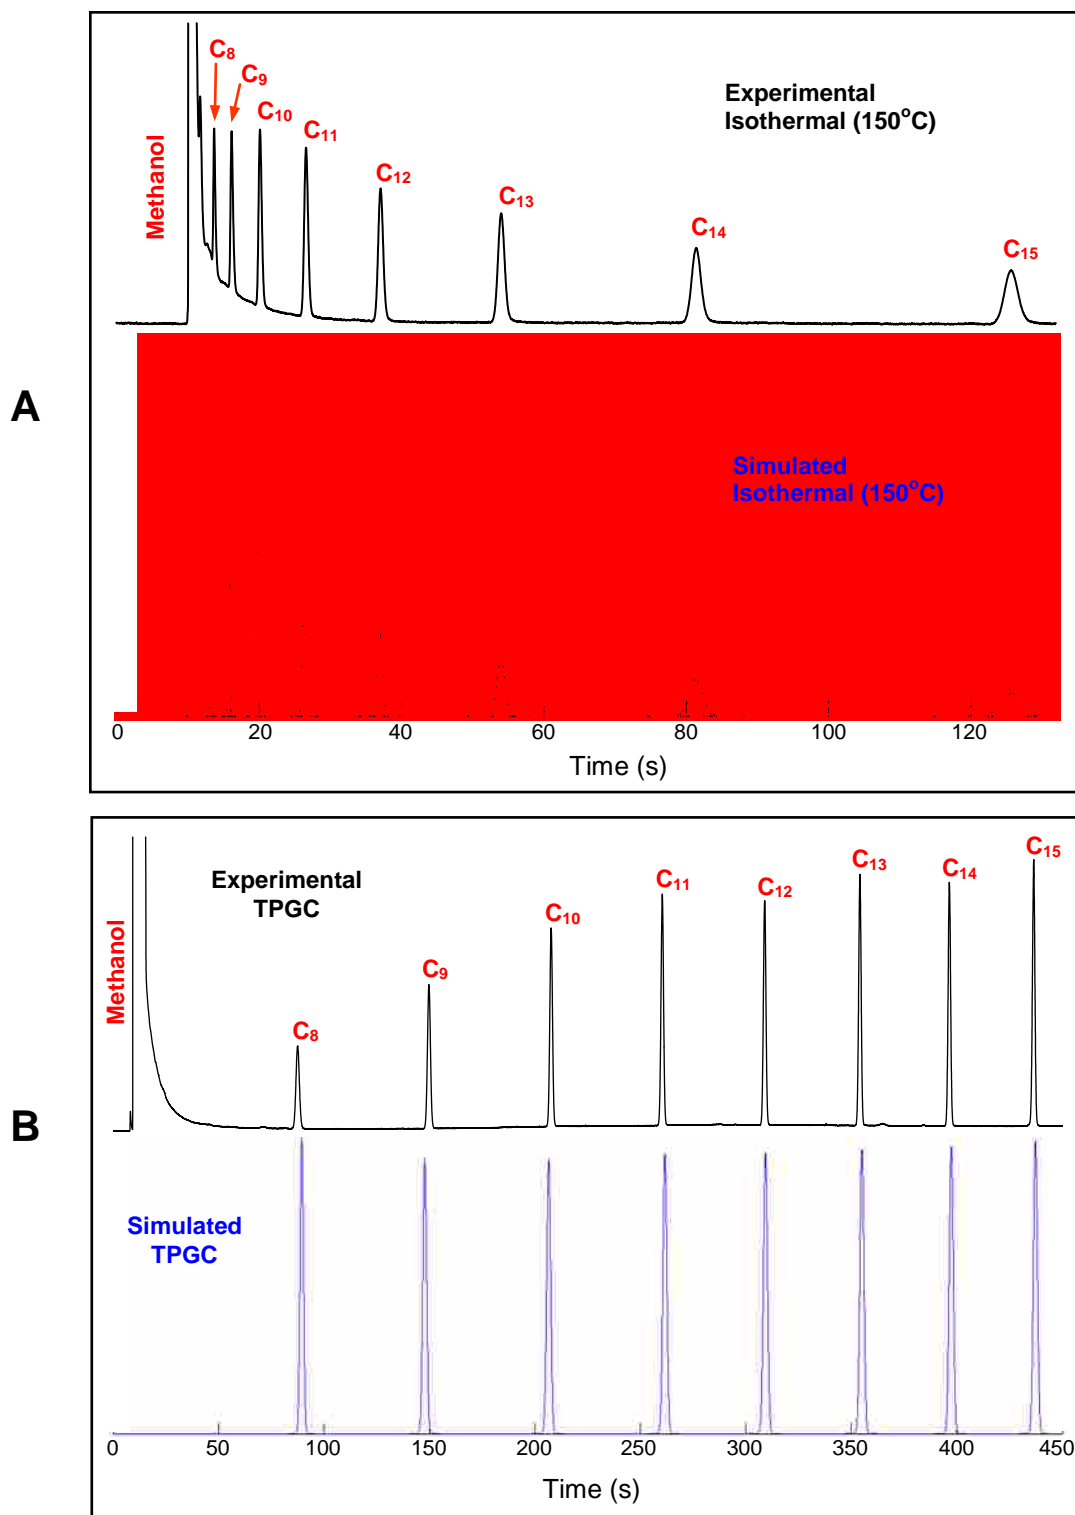 A
Methanol
C8
C9
C10
C11
C12
C13
C14
C15
Experimental
Isothermal (150°C)
Simulated
Isothermal (150°C)
0 20 40 60 80 100 120
Time (s)
B
Methanol
Experimental
TPGC
C8
C9
C10
C11
C12
C13
C14
C15
Simulated
TPGC
0 50 100 150 200 250 300 350 400 450
Time (s)